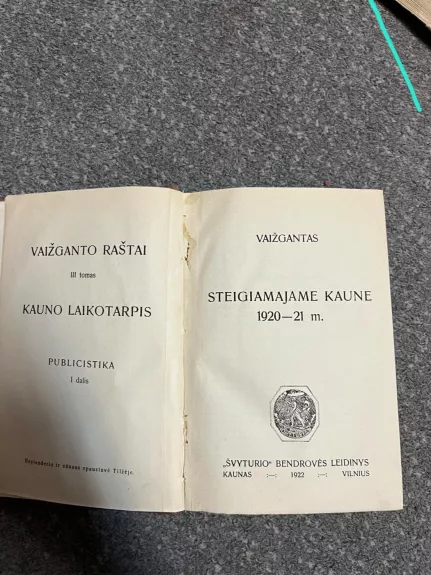 VAIŽGANTO RAŠTAI
III tomas
KAUNO LAIKOTARPIS
PUBLICISTIKA
I dalis
VAIŽGANTAS
STEIGIAMAJAME KAUNE
1920—21 m.
„ŠVYTURIO“ BENDROVĖS LEIDINYS
KAUNAS :—: 1922 :—: VILNIUS